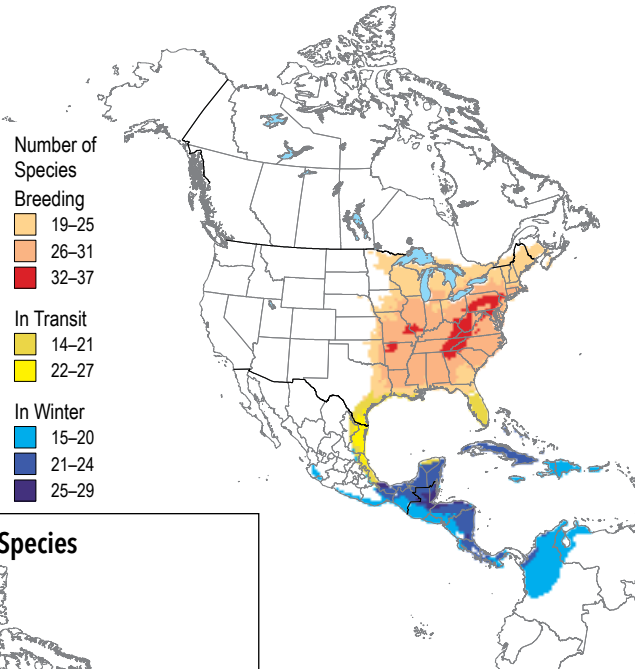 Number of
Species
Breeding
19–25
26–31
32–37
In Transit
14–21
22–27
In Winter
15–20
21–24
25–29
Species